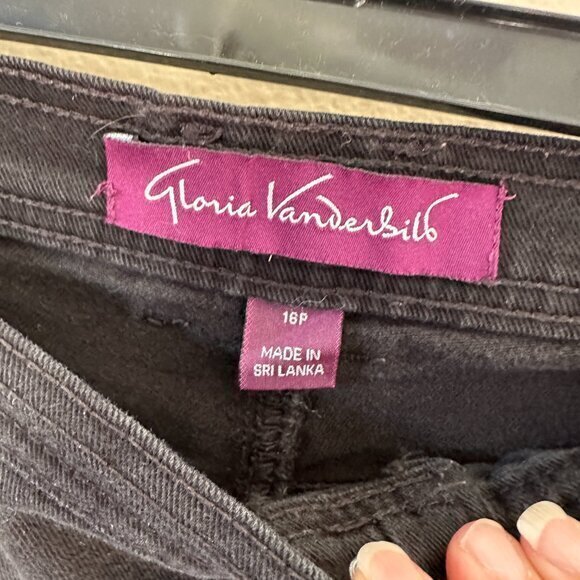 Gloria Vanderbilt
16P
MADE IN
SRI LANKA